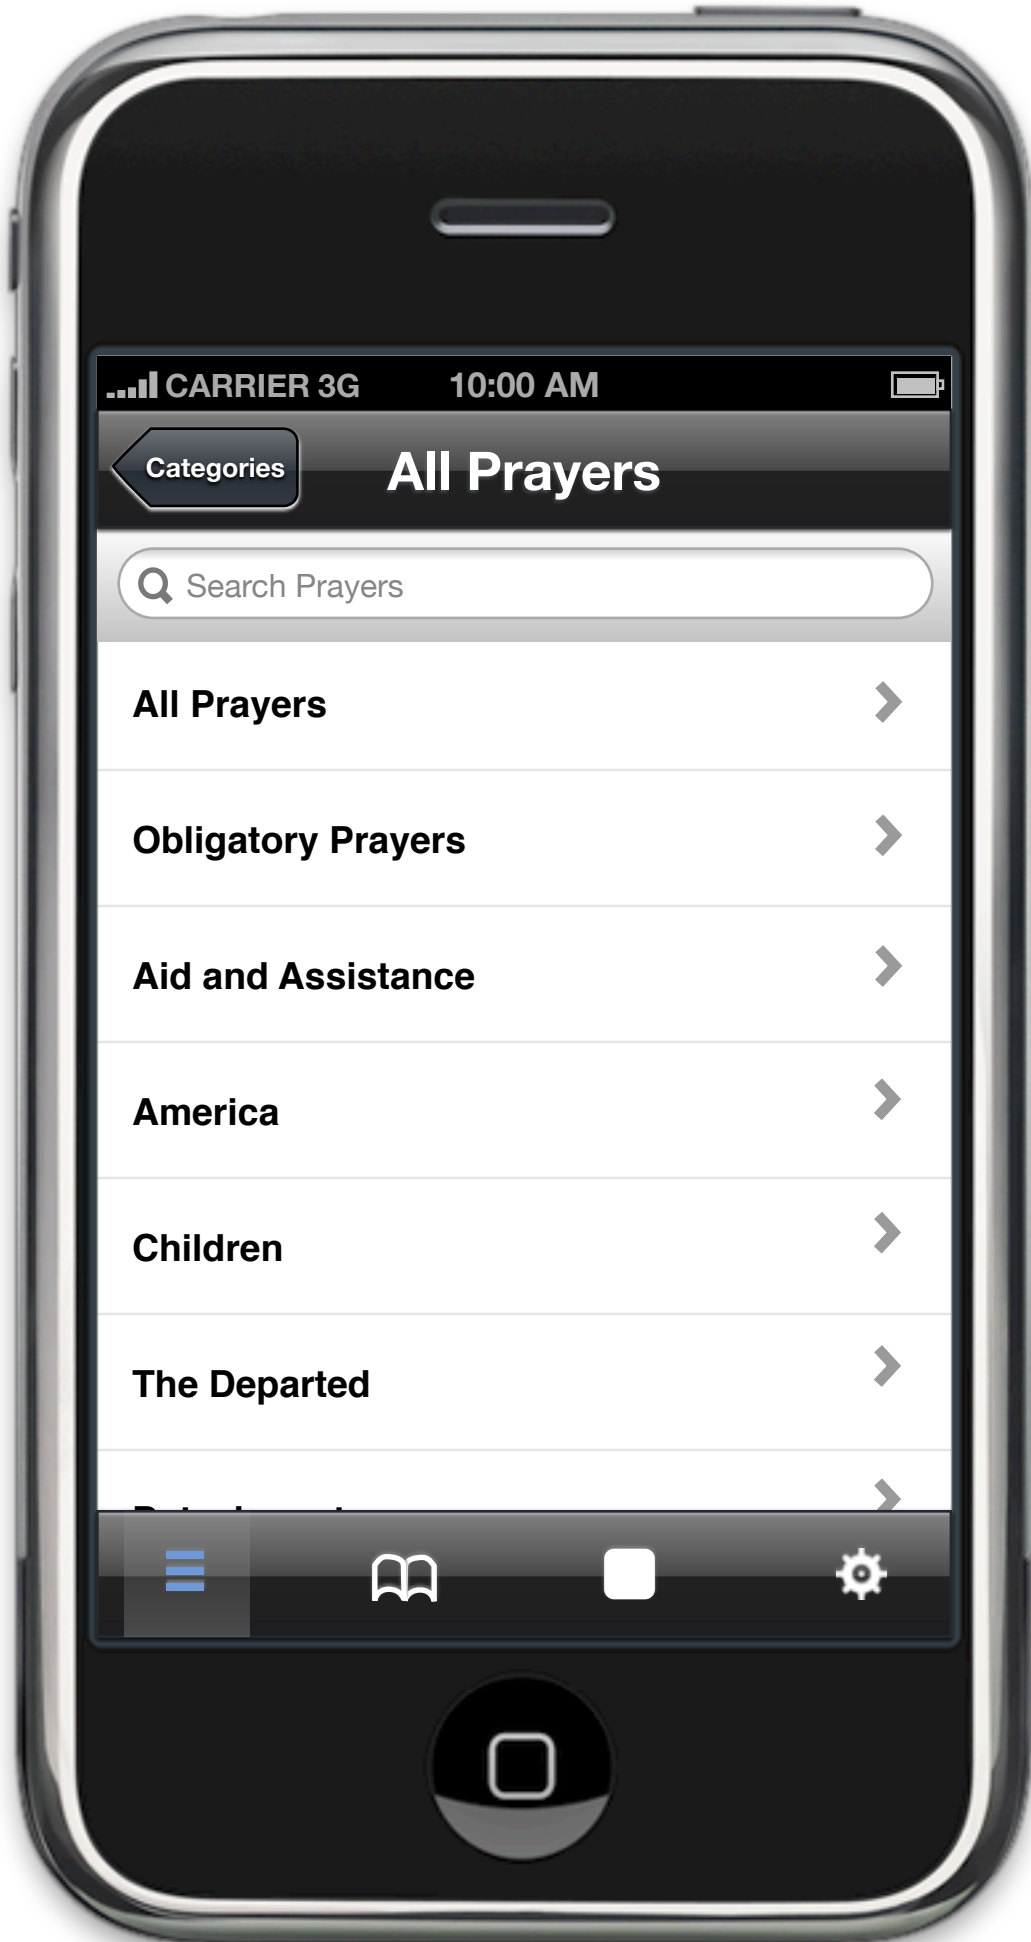 CARRIER 3G 10:00 AM
Categories All Prayers
Search Prayers
All Prayers
Obligatory Prayers
Aid and Assistance
America
Children
The Departed